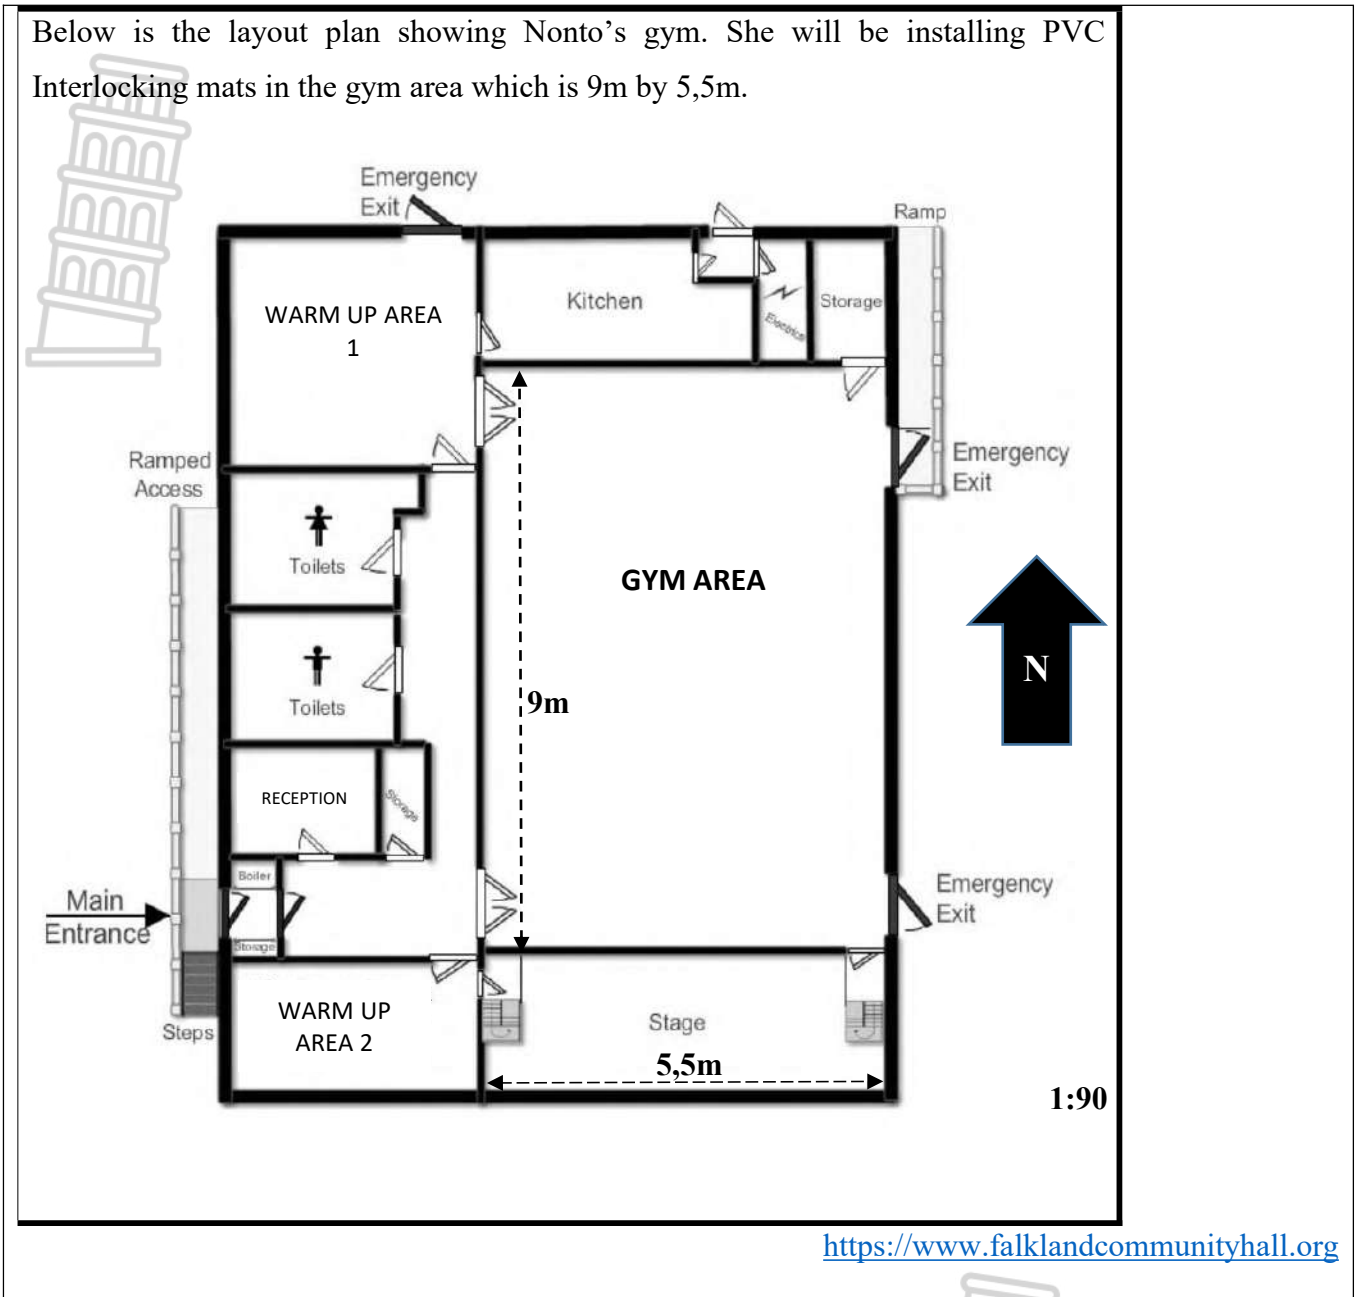 Below is the layout plan showing Nonto’s gym. She will be installing PVC
Interlocking mats in the gym area which is 9m by 5,5m.
Emergency
Exit
Ramp
WARM UP AREA
1
Kitchen
Electrics
Storage
Ramped
Access
Emergency
Exit
Toilets
GYM AREA
N
Toilets
9m
RECEPTION
Storage
Boiler
Main
Entrance
Storage
Emergency
Exit
WARM UP
AREA 2
Steps
Stage
5,5m
1:90
https://www.falklandcommunityhall.org